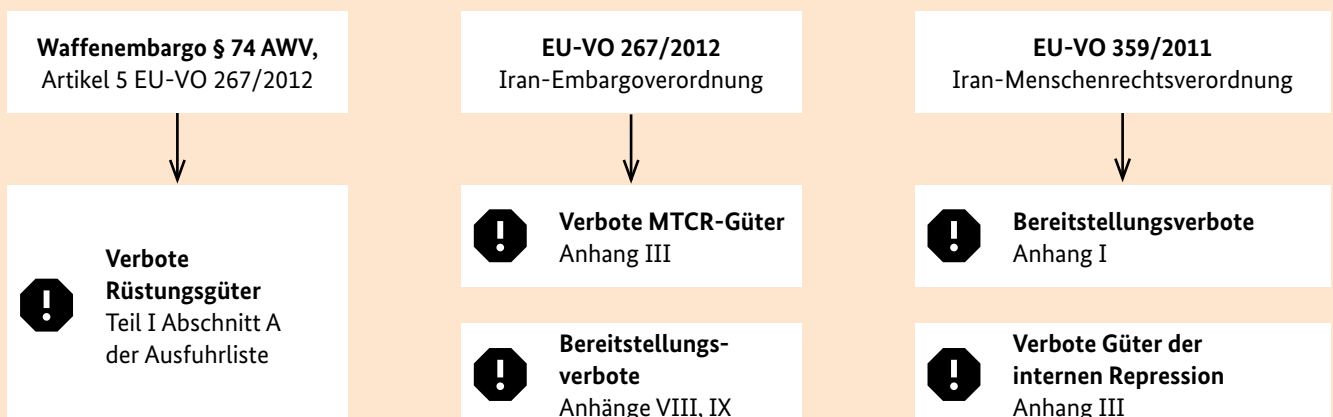 Waffenembargo § 74 AWV,
Artikel 5 EU-VO 267/2012
Verbote
Rüstungsgüter
Teil I Abschnitt A
der Ausfuhrliste
EU-VO 267/2012
Iran-Embargoverordnung
Verbote MTCR-Güter
Anhang III
Bereitstellungs-
verbote
Anhänge VIII, IX
EU-VO 359/2011
Iran-Menschenrechtsverordnung
Bereitstellungsverbote
Anhang I
Verbote Güter der
internen Repression
Anhang III